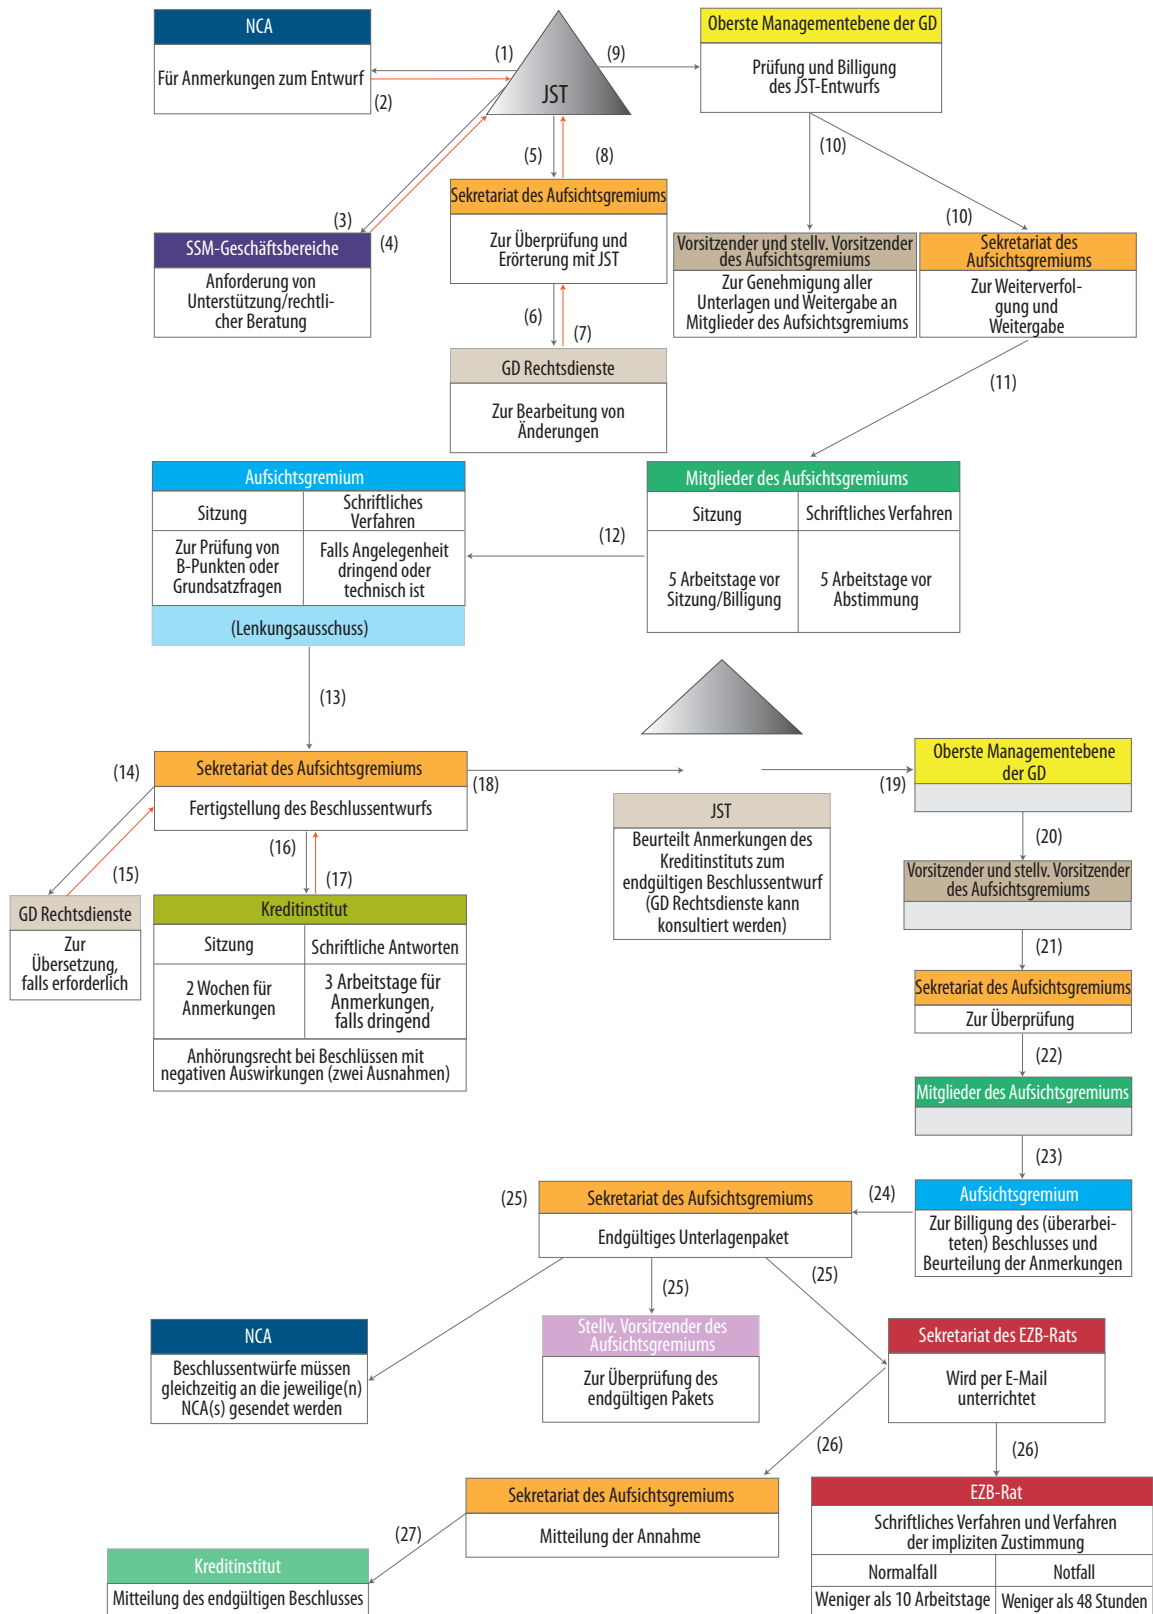 NCA
Für Anmerkungen zum Entwurf
(1)
(2)
JST
(9)
Oberste Managementebene der GD
Prüfung und Billigung
des JST-Entwurfs
(3)
(4)
(5)
(8)
(10)
(10)
SSM-Geschäftsbereiche
Anforderung von
Unterstützung/rechtli-
cher Beratung
Sekretariat des Aufsichtsgremiums
Zur Überprüfung und
Erörterung mit JST
(6)
(7)
GD Rechtsdienste
Zur Bearbeitung von
Änderungen
Vorsitzender und stellv. Vorsitzender
des Aufsichtsgremiums
Zur Genehmigung aller
Unterlagen und Weitergabe an
Mitglieder des Aufsichtsgremiums
Sekretariat des
Aufsichtsgremiums
Zur Weiterverfol-
gung und
Weitergabe
(11)
Aufsichtsgremium
Sitzung
Schriftliches
Verfahren
Zur Prüfung von
B-Punkten oder
Grundsatzfragen
Falls Angelegenheit
dringend oder
technisch ist
(Lenkungsausschuss)
(12)
Mitglieder des Aufsichtsgremiums
Sitzung
Schriftliches Verfahren
5 Arbeitstage vor
Sitzung/Billigung
5 Arbeitstage vor
Abstimmung
(13)
(14)
(15)
Sekretariat des Aufsichtsgremiums
Fertigstellung des Beschlussentwurfs
(16)
(17)
(18)
GD Rechtsdienste
Zur
Übersetzung,
falls erforderlich
Kreditinstitut
Sitzung
Schriftliche Antworten
2 Wochen für
Anmerkungen
3 Arbeitstage für
Anmerkungen,
falls dringend
Anhörungsrecht bei Beschlüssen mit
negativen Auswirkungen (zwei Ausnahmen)
JST
Beurteilt Anmerkungen des
Kreditinstituts zum
endgültigen Beschlussentwurf
(GD Rechtsdienste kann
konsultiert werden)
(19)
Oberste Managementebene
der GD
(20)
Vorsitzender und stellv. Vorsitzender
des Aufsichtsgremiums
(21)
Sekretariat des Aufsichtsgremiums
Zur Überprüfung
(22)
Mitglieder des Aufsichtsgremiums
(23)
Aufsichtsgremium
Zur Billigung des (überarbei-
teten) Beschlusses und
Beurteilung der Anmerkungen
(24)
(25)
Sekretariat des Aufsichtsgremiums
Endgültiges Unterlagenpaket
(25)
(25)
NCA
Beschlussentwürfe müssen
gleichzeitig an die jeweilige(n)
NCA(s) gesendet werden
Stellv. Vorsitzender des
Aufsichtsgremiums
Zur Überprüfung des
endgültigen Pakets
Sekretariat des EZB-Rats
Wird per E-Mail
unterrichtet
(26)
(26)
Sekretariat des Aufsichtsgremiums
Mitteilung der Annahme
(27)
Kreditinstitut
Mitteilung des endgültigen Beschlusses
EZB-Rat
Schriftliches Verfahren und Verfahren
der impliziten Zustimmung
Normalfall
Notfall
Weniger als 10 Arbeitstage
Weniger als 48 Stunden